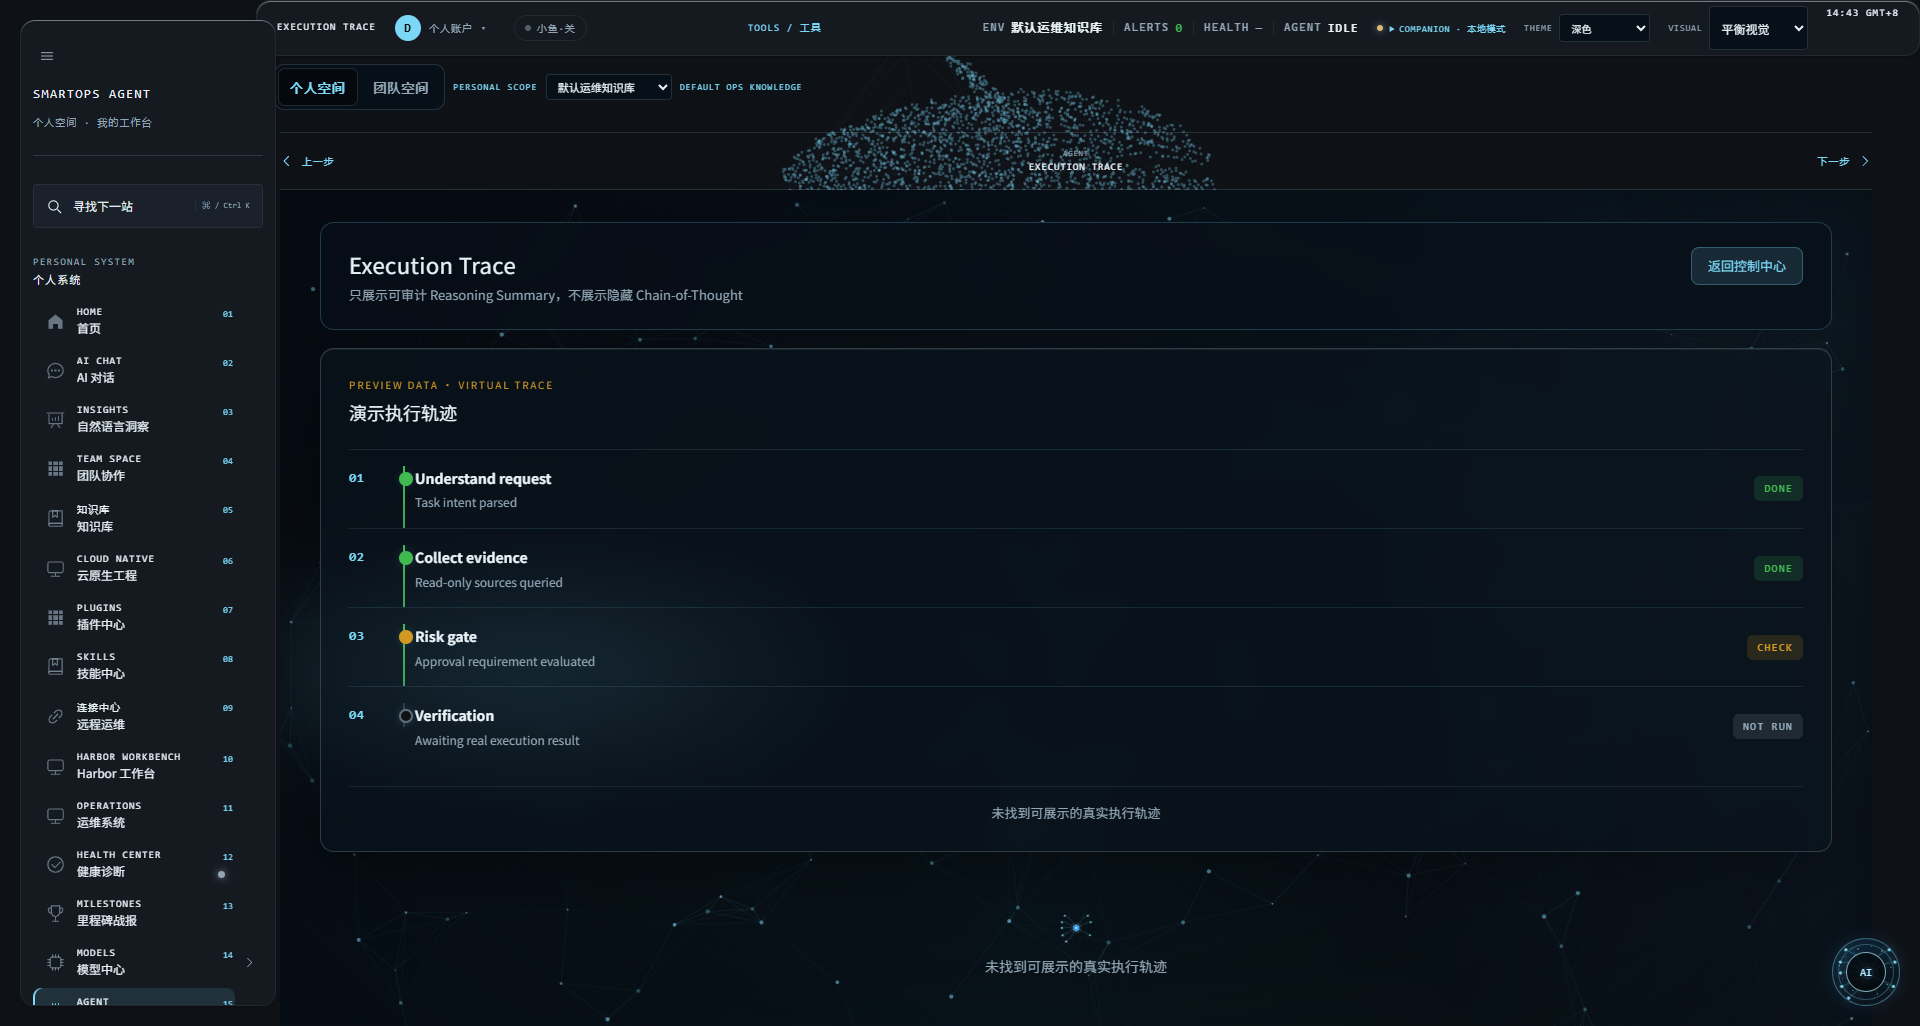 EXECUTION TRACE
D 个人账户
小鱼·关
TOOLS / 工具
ENV 默认运维知识库
ALERTS 0
HEALTH —
AGENT IDLE
COMPANION · 本地模式
THEME 深色
VISUAL 平衡视觉
14:43 GMT+8
SMARTOPS AGENT
个人空间 · 我的工作台
寻找下一站 ⌘ / Ctrl K
PERSONAL SYSTEM
个人系统
HOME 01
首页
AI CHAT 02
AI 对话
INSIGHTS 03
自然语言洞察
TEAM SPACE 04
团队协作
知识库 05
知识库
CLOUD NATIVE 06
云原生工程
PLUGINS 07
插件中心
SKILLS 08
技能中心
连接中心 09
远程运维
HARBOR WORKBENCH 10
Harbor 工作台
OPERATIONS 11
运维系统
HEALTH CENTER 12
健康诊断
MILESTONES 13
里程碑战报
MODELS 14
模型中心
AGENT 15
个人空间 团队空间 PERSONAL SCOPE 默认运维知识库 DEFAULT OPS KNOWLEDGE
上一步
AGENT
EXECUTION TRACE
下一步
Execution Trace
只展示可审计 Reasoning Summary，不展示隐藏 Chain-of-Thought
返回控制中心
PREVIEW DATA · VIRTUAL TRACE
演示执行轨迹
01 Understand request
Task intent parsed
DONE
02 Collect evidence
Read-only sources queried
DONE
03 Risk gate
Approval requirement evaluated
CHECK
04 Verification
Awaiting real execution result
NOT RUN
未找到可展示的真实执行轨迹
未找到可展示的真实执行轨迹
AI